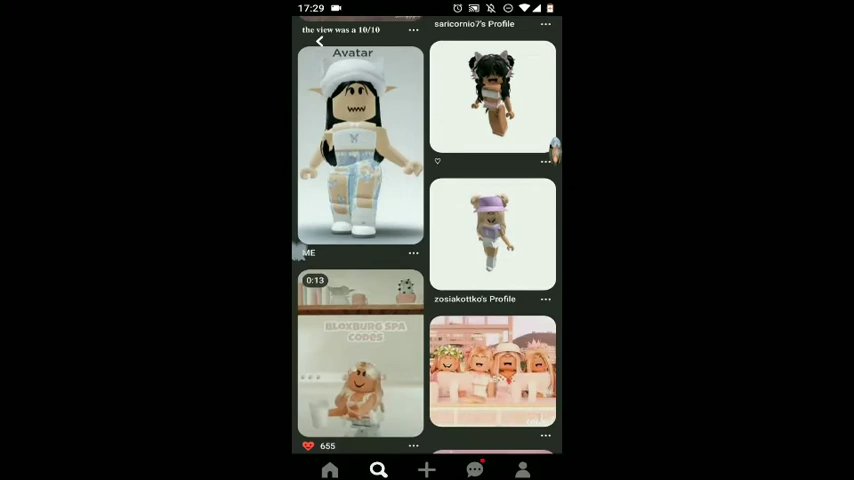 17:29
the view was a 10/10
Avatar
ME
0:13
BLOXBURG SPA
CODES
655
saricornio7's Profile
♡
zosiakottko's Profile